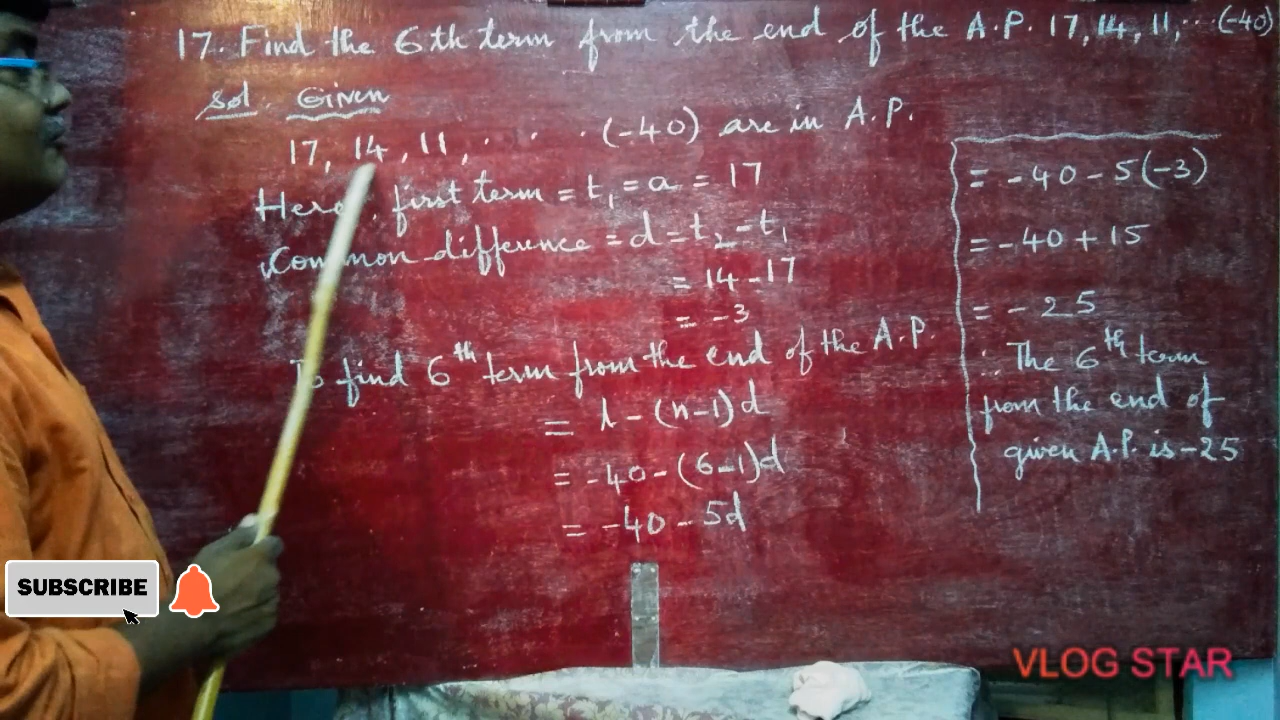 17. Find the 6th term from the end of the A.P. 17, 14, 11, ... (-40)
Sol. Given
17, 14, 11, . . . (-40) are in A.P.
Here, first term = t₁ = a = 17
Common difference = d = t₂ - t₁
= 14 - 17
= -3
To find 6th term from the end of the A.P.
= l - (n-1)d
= -40 - (6-1)d
= -40 - 5d
= -40 - 5(-3)
= -40 + 15
= -25
∴ The 6th term
from the end of
given A.P. is -25
SUBSCRIBE
VLOG STAR